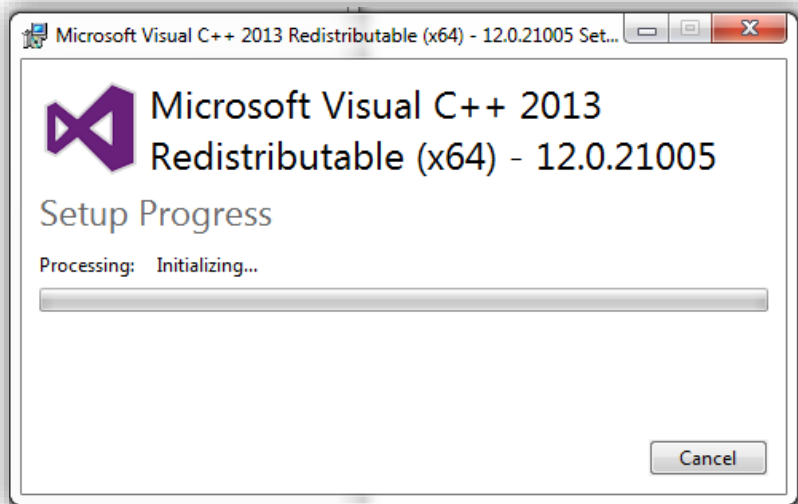 Microsoft Visual C++ 2013 Redistributable (x64) - 12.0.21005 Set...
Microsoft Visual C++ 2013
Redistributable (x64) - 12.0.21005
Setup Progress
Processing: Initializing...
Cancel